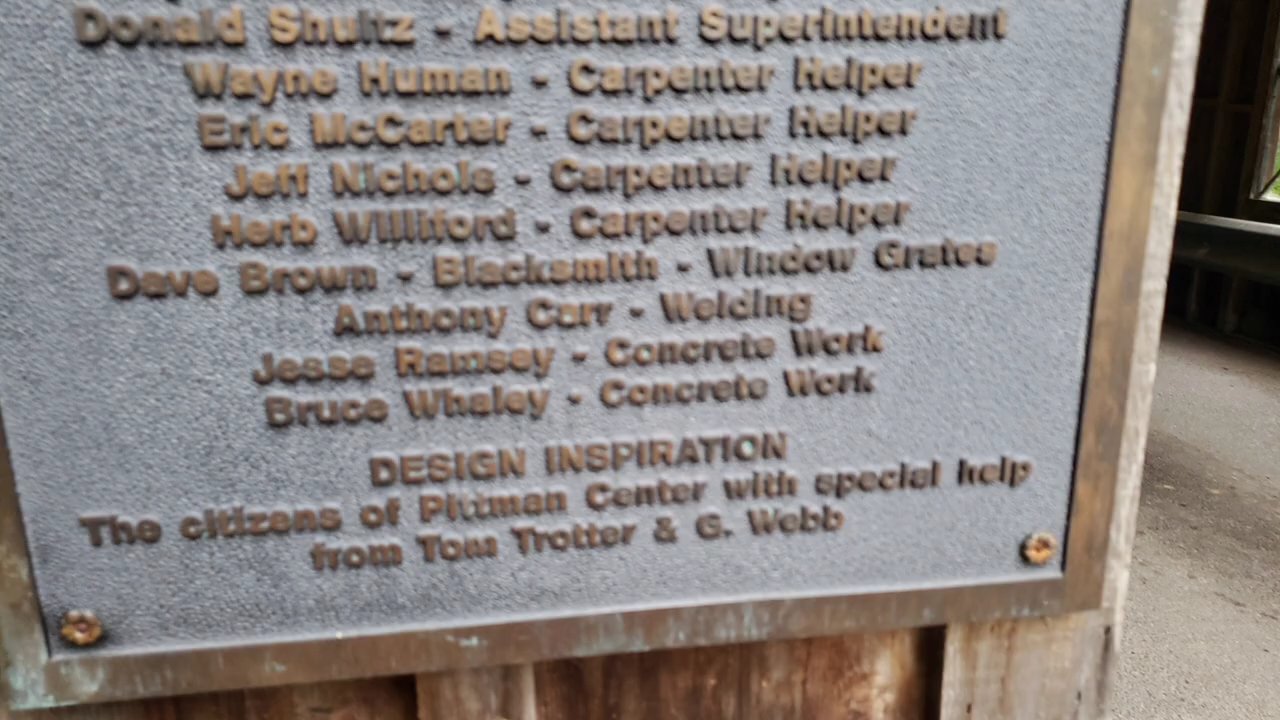 Donald Shultz - Assistant Superintendent
Wayne Human - Carpenter Helper
Eric McCarter - Carpenter Helper
Jeff Nichols - Carpenter Helper
Herb Williford - Carpenter Helper
Dave Brown - Blacksmith - Window Grates
Anthony Carr - Welding
Jesse Ramsey - Concrete Work
Bruce Whaley - Concrete Work
DESIGN INSPIRATION
The citizens of Pittman Center with special help
from Tom Trotter & G. Webb